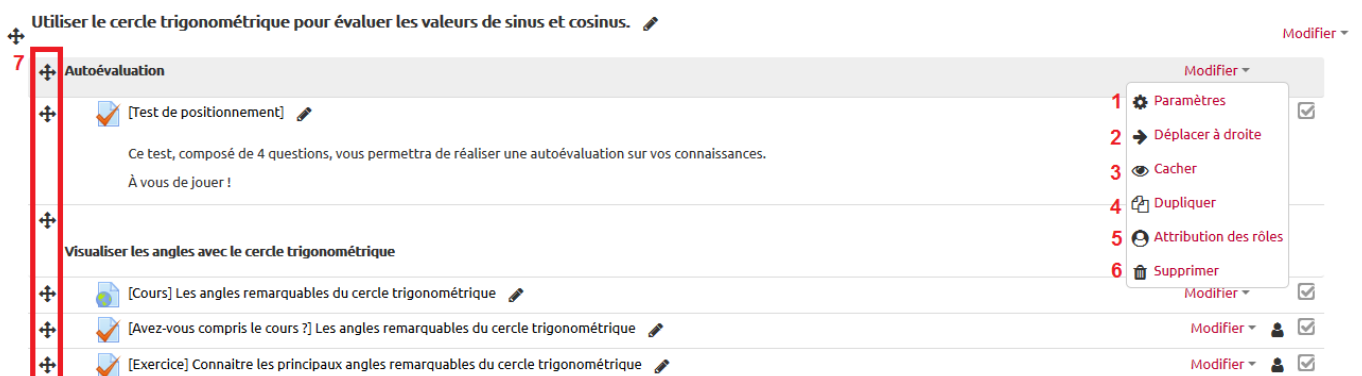 Utiliser le cercle trigonométrique pour évaluer les valeurs de sinus et cosinus.
Modifier
7
Autoévaluation
Modifier
1 Paramètres
[Test de positionnement]
2 Déplacer à droite
Ce test, composé de 4 questions, vous permettra de réaliser une autoévaluation sur vos connaissances.
3 Cacher
À vous de jouer !
4 Dupliquer
5 Attribution des rôles
Visualiser les angles avec le cercle trigonométrique
6 Supprimer
[Cours] Les angles remarquables du cercle trigonométrique
Modifier
[Avez-vous compris le cours ?] Les angles remarquables du cercle trigonométrique
Modifier
[Exercice] Connaitre les principaux angles remarquables du cercle trigonométrique
Modifier